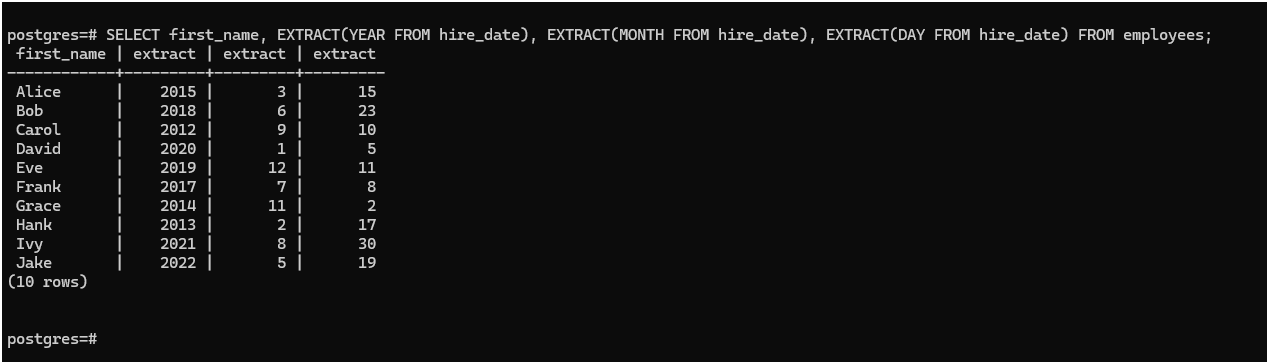 postgres=# SELECT first_name, EXTRACT(YEAR FROM hire_date), EXTRACT(MONTH FROM hire_date), EXTRACT(DAY FROM hire_date) FROM employees;
 first_name | extract | extract | extract
------------+---------+---------+---------
 Alice      |    2015 |       3 |      15
 Bob        |    2018 |       6 |      23
 Carol      |    2012 |       9 |      10
 David      |    2020 |       1 |       5
 Eve        |    2019 |      12 |      11
 Frank      |    2017 |       7 |       8
 Grace      |    2014 |      11 |       2
 Hank       |    2013 |       2 |      17
 Ivy        |    2021 |       8 |      30
 Jake       |    2022 |       5 |      19
(10 rows)
postgres=#